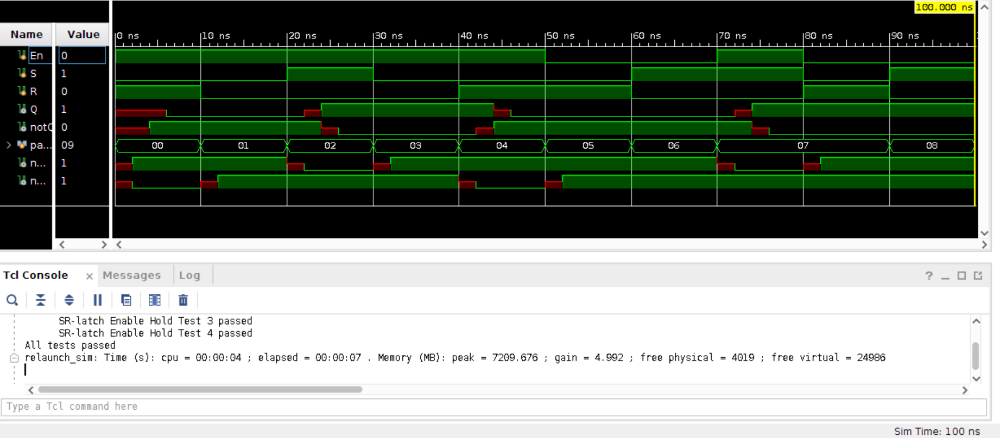 100.000 ns
Name Value
0 ns 10 ns 20 ns 30 ns 40 ns 50 ns 60 ns 70 ns 80 ns 90 ns
En 0
S 1
R 0
Q 1
notQ 0
pa... 09 00 01 02 03 04 05 06 07 08
n... 1
n... 1
Tcl Console × Messages Log
? _
SR-latch Enable Hold Test 3 passed
SR-latch Enable Hold Test 4 passed
All tests passed
relaunch_sim: Time (s): cpu = 00:00:04 ; elapsed = 00:00:07 . Memory (MB): peak = 7209.676 ; gain = 4.992 ; free physical = 4019 ; free virtual = 24986
Type a Tcl command here
Sim Time: 100 ns